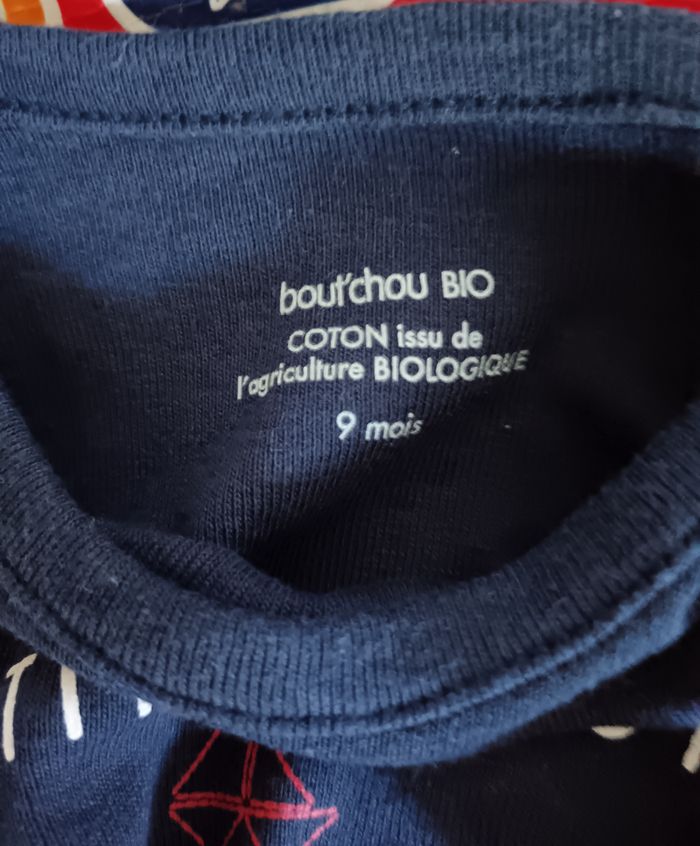 bout'chou BIO
COTON issu de
l'agriculture BIOLOGIQUE
9 mois